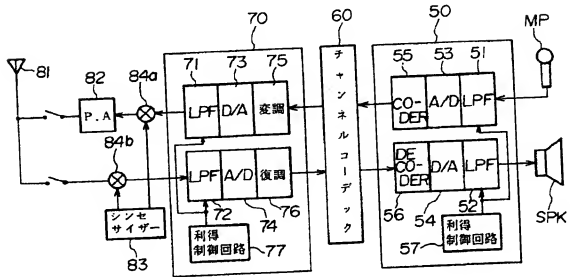 70
60
50
81
82
84a
71
73
75
55
53
51
MP
P.A
LPF
D/A
変調
チャンネルコーデック
CO-
DER
A/D
LPF
84b
LPF
A/D
復調
DE
CO-
DER
D/A
LPF
SPK
72
74
76
56
54
52
シンセ
サイザー
83
利得
制御回路
77
57
利得
制御回路